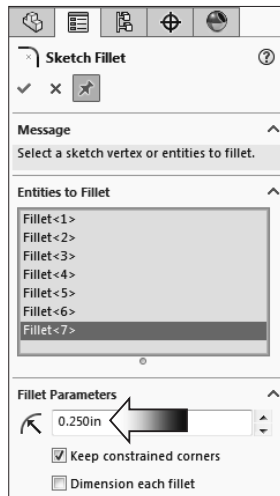 Sketch Fillet
Message
Select a sketch vertex or entities to fillet.
Entities to Fillet
Fillet<1>
Fillet<2>
Fillet<3>
Fillet<4>
Fillet<5>
Fillet<6>
Fillet<7>
Fillet Parameters
0.250in
Keep constrained corners
Dimension each fillet